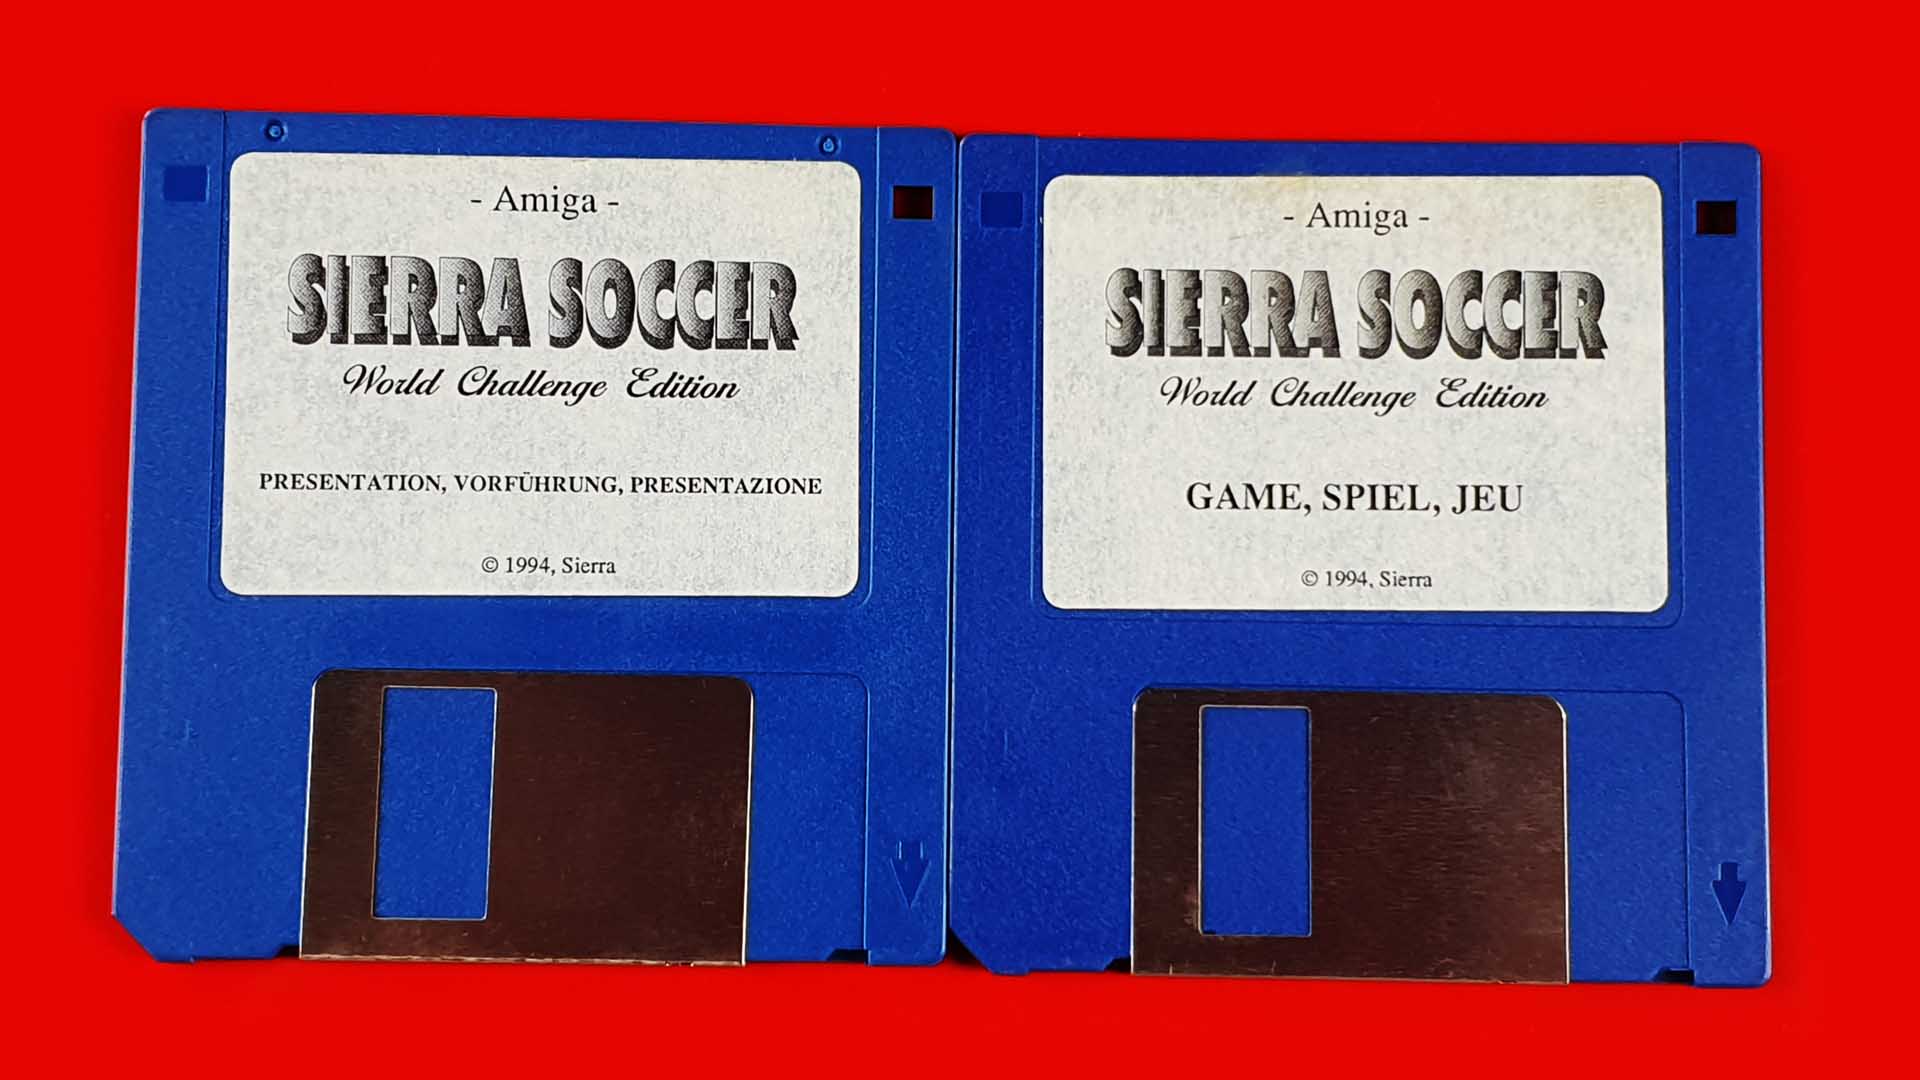 - Amiga -
SIERRA SOCCER
World Challenge Edition
PRESENTATION, VORFÜHRUNG, PRESENTAZIONE
© 1994, Sierra
- Amiga -
SIERRA SOCCER
World Challenge Edition
GAME, SPIEL, JEU
© 1994, Sierra